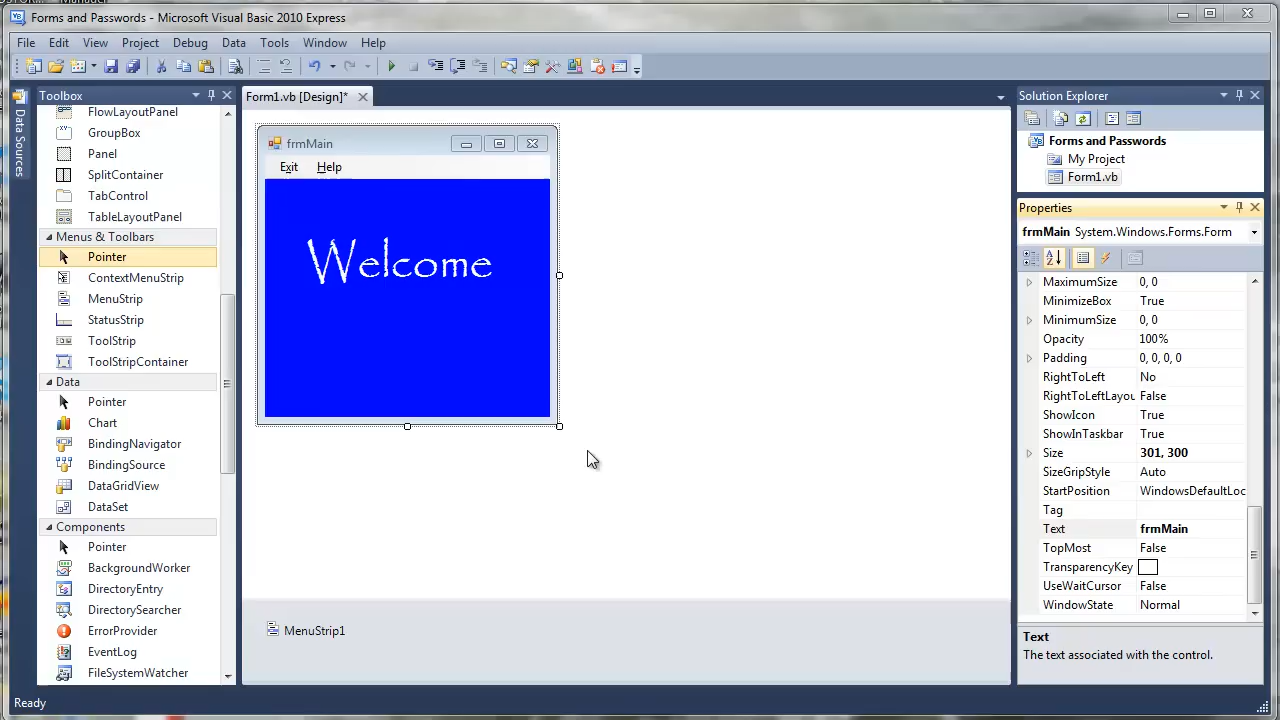 Forms and Passwords - Microsoft Visual Basic 2010 Express
File Edit View Project Debug Data Tools Window Help
Data Sources
Toolbox
FlowLayoutPanel
GroupBox
Panel
SplitContainer
TabControl
TableLayoutPanel
Menus & Toolbars
Pointer
ContextMenuStrip
MenuStrip
StatusStrip
ToolStrip
ToolStripContainer
Data
Pointer
Chart
BindingNavigator
BindingSource
DataGridView
DataSet
Components
Pointer
BackgroundWorker
DirectoryEntry
DirectorySearcher
ErrorProvider
EventLog
FileSystemWatcher
Form1.vb [Design]*
frmMain
Exit Help
Welcome
MenuStrip1
Solution Explorer
Forms and Passwords
My Project
Form1.vb
Properties
frmMain System.Windows.Forms.Form
MaximumSize 0, 0
MinimizeBox True
MinimumSize 0, 0
Opacity 100%
Padding 0, 0, 0, 0
RightToLeft No
RightToLeftLayou False
ShowIcon True
ShowInTaskbar True
Size 301, 300
SizeGripStyle Auto
StartPosition WindowsDefaultLoc
Tag
Text frmMain
TopMost False
TransparencyKey
UseWaitCursor False
WindowState Normal
Text
The text associated with the control.
Ready